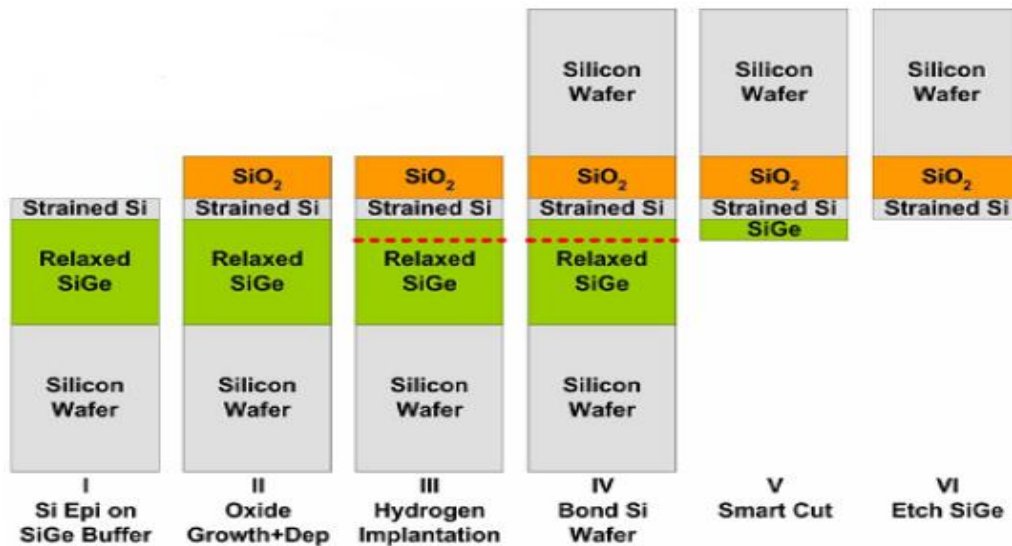 Strained Si
Relaxed
SiGe
Silicon
Wafer
I
Si Epi on
SiGe Buffer
SiO₂
Strained Si
Relaxed
SiGe
Silicon
Wafer
II
Oxide
Growth+Dep
SiO₂
Strained Si
Relaxed
SiGe
Silicon
Wafer
III
Hydrogen
Implantation
Silicon
Wafer
SiO₂
Strained Si
Relaxed
SiGe
Silicon
Wafer
IV
Bond Si
Wafer
Silicon
Wafer
SiO₂
Strained Si
SiGe
V
Smart Cut
Silicon
Wafer
SiO₂
Strained Si
VI
Etch SiGe